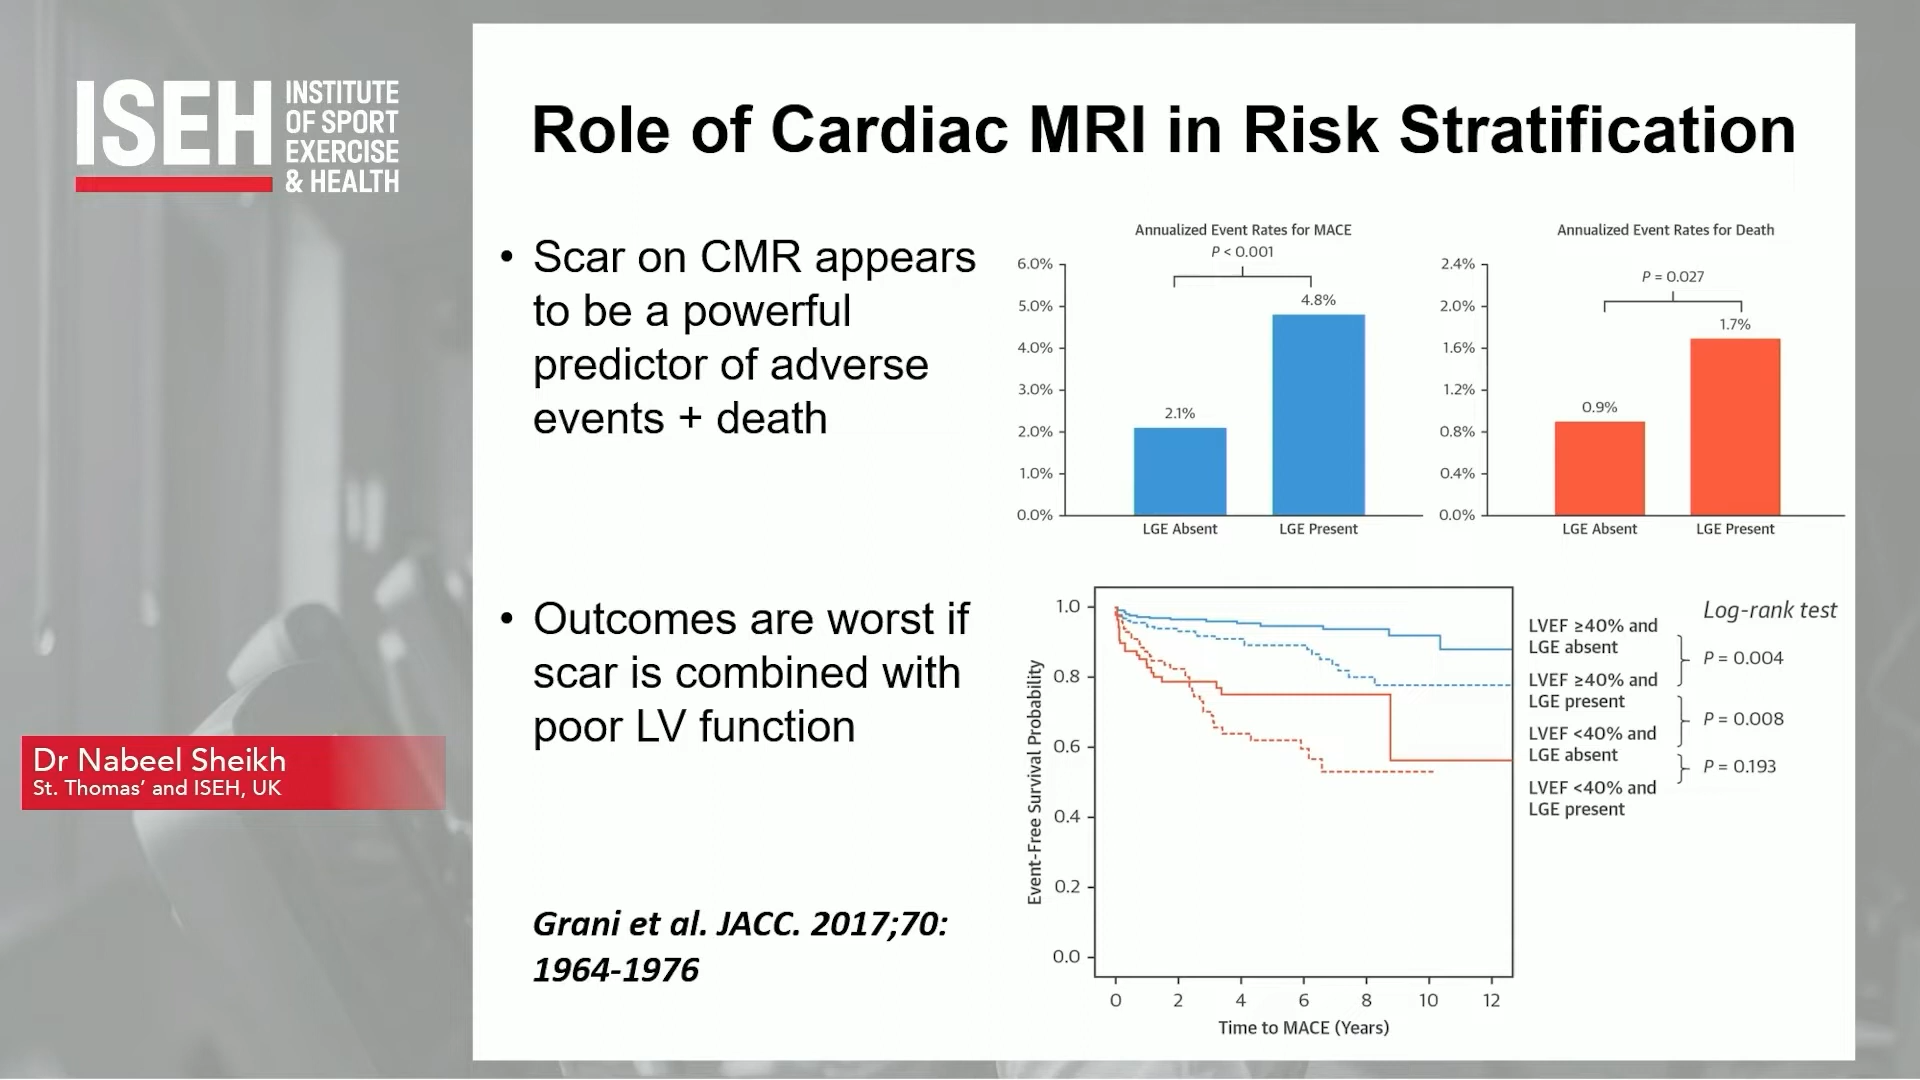 ISEH
INSTITUTE
OF SPORT
EXERCISE
& HEALTH
Role of Cardiac MRI in Risk Stratification
• Scar on CMR appears
to be a powerful
predictor of adverse
events + death
• Outcomes are worst if
scar is combined with
poor LV function
Grani et al. JACC. 2017;70:
1964-1976
Dr Nabeel Sheikh
St. Thomas' and ISEH, UK
Annualized Event Rates for MACE
P < 0.001
6.0%
5.0%
4.0%
3.0%
2.0%
1.0%
0.0%
2.1%
4.8%
LGE Absent
LGE Present
Annualized Event Rates for Death
P = 0.027
2.4%
2.0%
1.6%
1.2%
0.8%
0.4%
0.0%
0.9%
1.7%
LGE Absent
LGE Present
Event-Free Survival Probability
1.0
0.8
0.6
0.4
0.2
0.0
0 2 4 6 8 10 12
Time to MACE (Years)
Log-rank test
LVEF ≥40% and
LGE absent
P = 0.004
LVEF ≥40% and
LGE present
P = 0.008
LVEF <40% and
LGE absent
P = 0.193
LVEF <40% and
LGE present